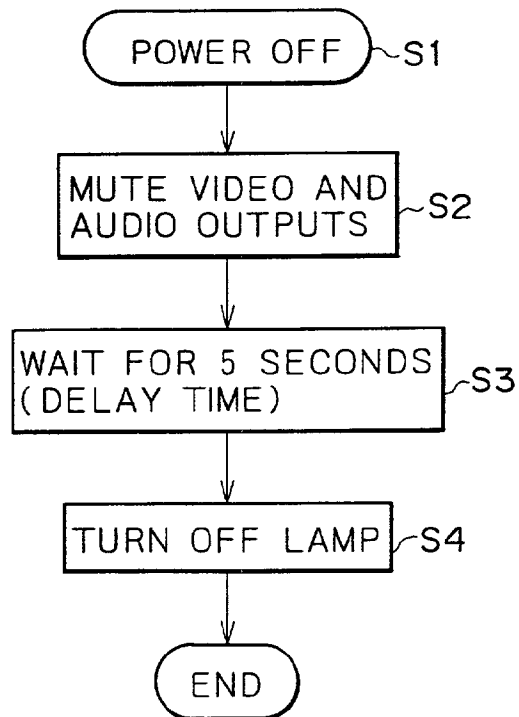 POWER OFF
S1
MUTE VIDEO AND
AUDIO OUTPUTS
S2
WAIT FOR 5 SECONDS
(DELAY TIME)
S3
TURN OFF LAMP
S4
END